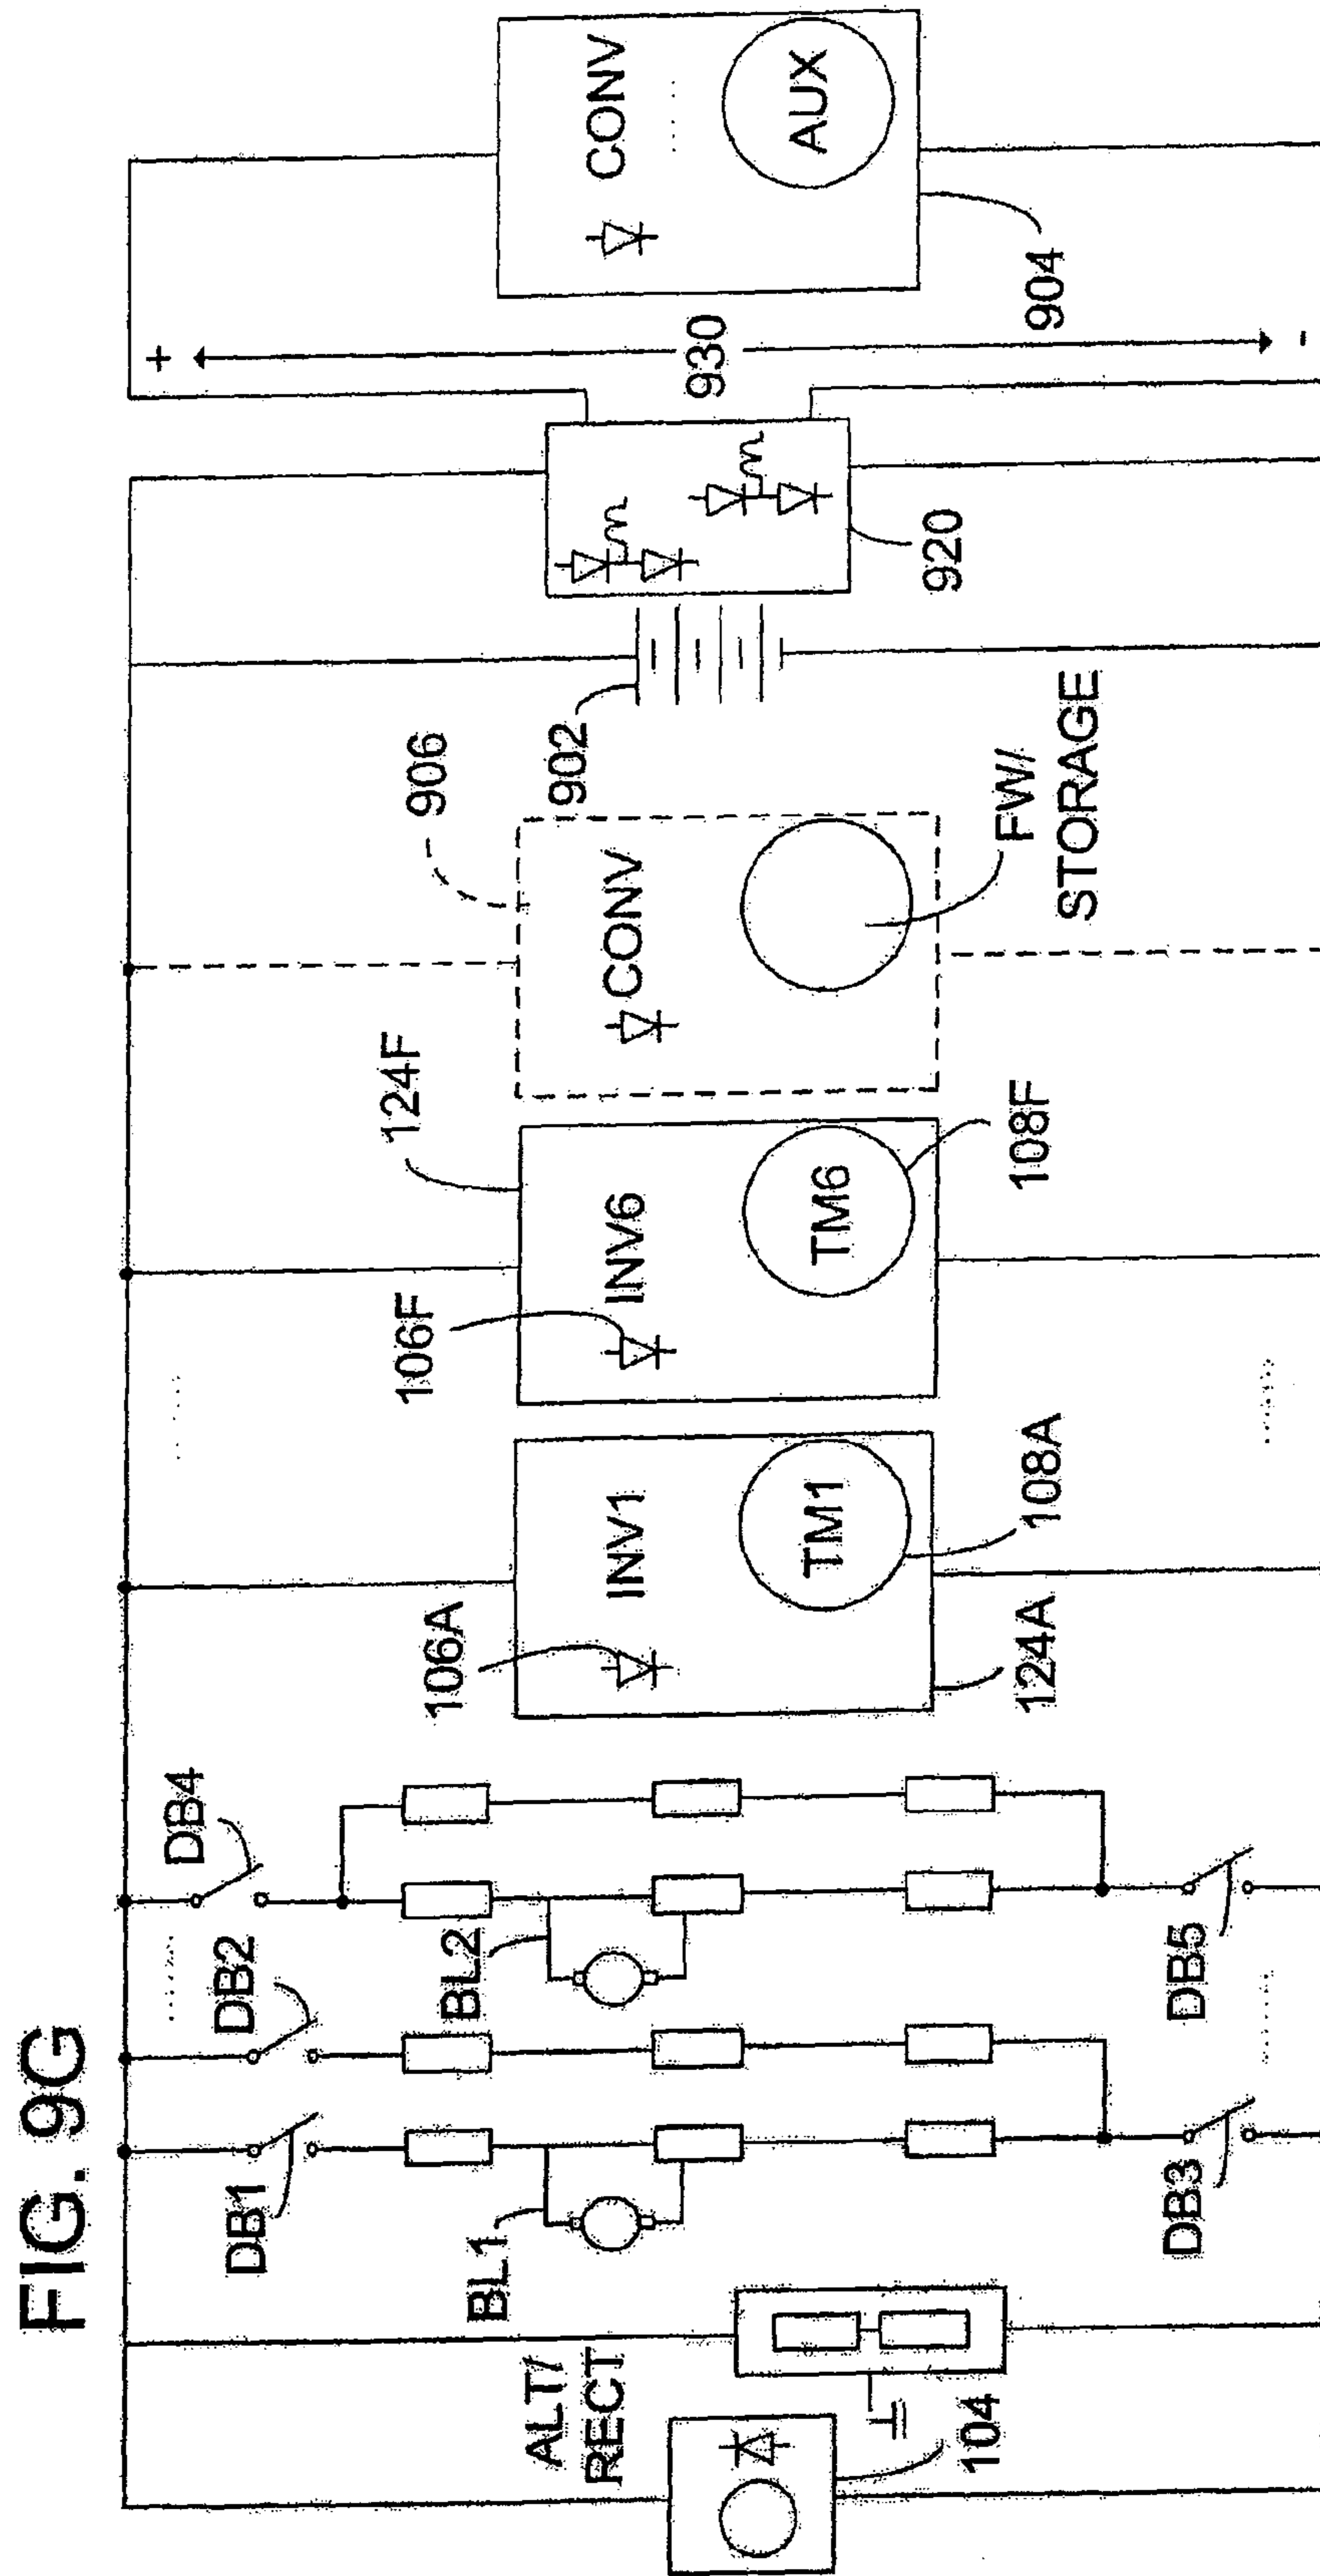 FIG. 9G
ALT/
RECT
104
BL1
DB1
DB2
DB3
BL2
DB4
DB5
106A
INV1
TM1
108A
124A
106F
124F
INV6
TM6
108F
906
CONV
FW/
STORAGE
902
920
+
930
-
CONV
AUX
904